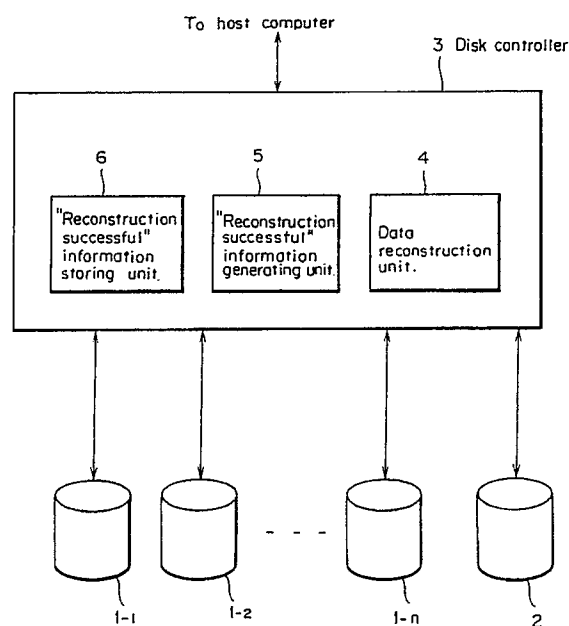 To host computer
3 Disk controller
6
5
4
"Reconstruction
successful"
information
storing unit.
"Reconstruction
successful"
information
generating unit.
Data
reconstruction
unit.
- - - -
1-1
1-2
1-n
2